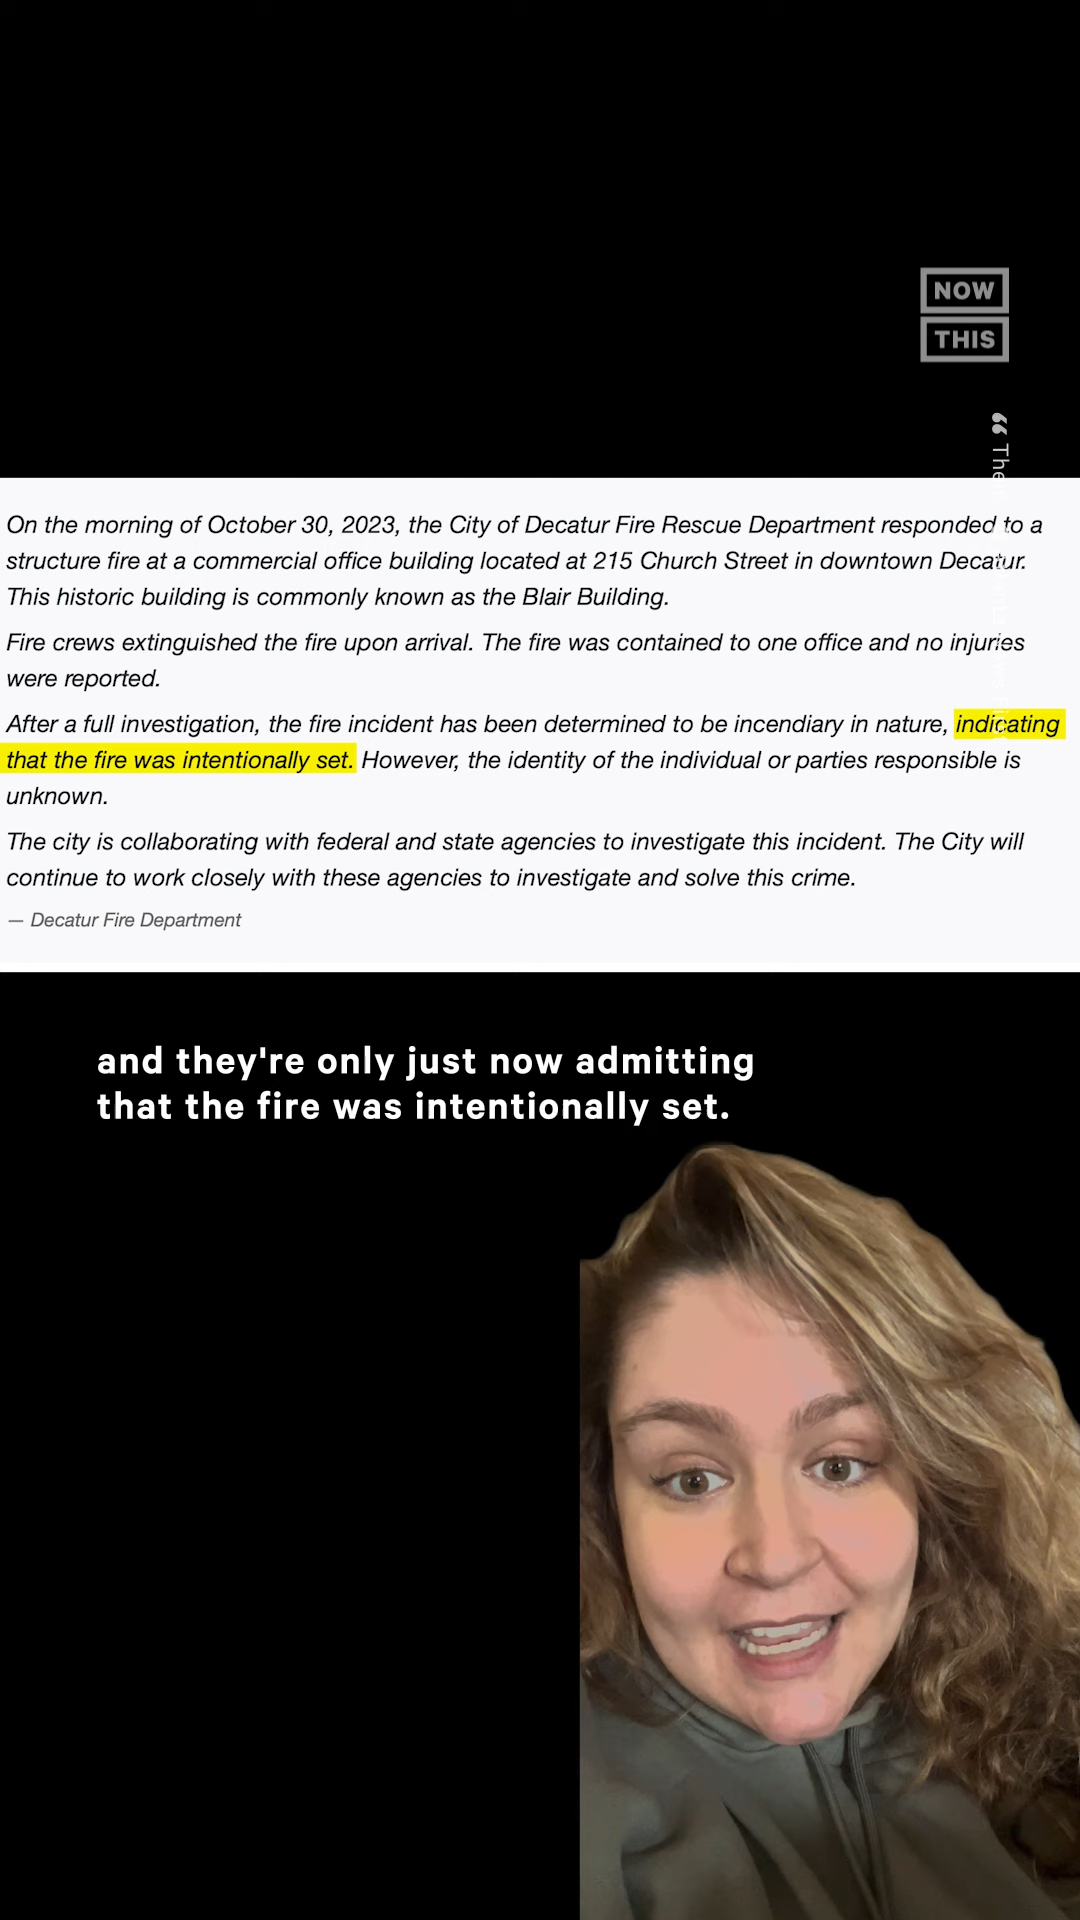 NOW
THIS
“ The
On the morning of October 30, 2023, the City of Decatur Fire Rescue Department responded to a
structure fire at a commercial office building located at 215 Church Street in downtown Decatur.
This historic building is commonly known as the Blair Building.
Fire crews extinguished the fire upon arrival. The fire was contained to one office and no injuries
were reported.
After a full investigation, the fire incident has been determined to be incendiary in nature, indicating
that the fire was intentionally set. However, the identity of the individual or parties responsible is
unknown.
The city is collaborating with federal and state agencies to investigate this incident. The City will
continue to work closely with these agencies to investigate and solve this crime.
— Decatur Fire Department
and they're only just now admitting
that the fire was intentionally set.